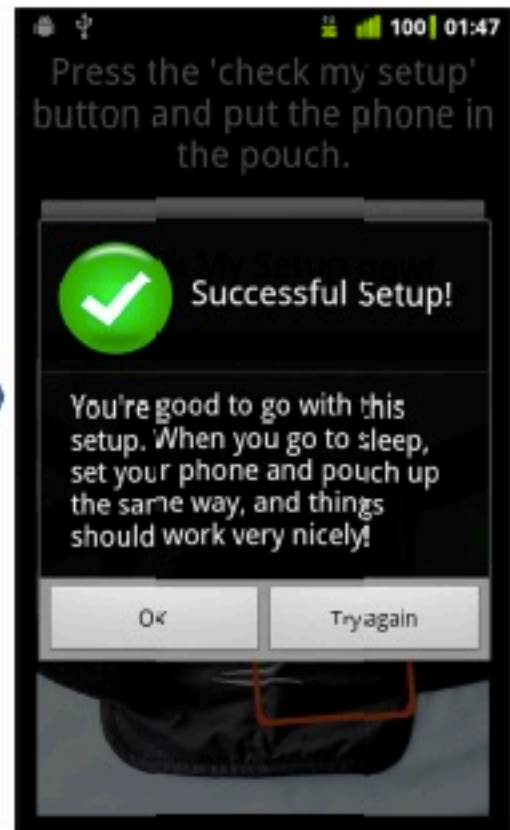 3G 100 01:47
Press the 'check my setup'
button and put the phone in
the pouch.
Successful Setup!
You're good to go with this
setup. When you go to sleep,
set your phone and pouch up
the same way, and things
should work very nicely!
Ok Try again